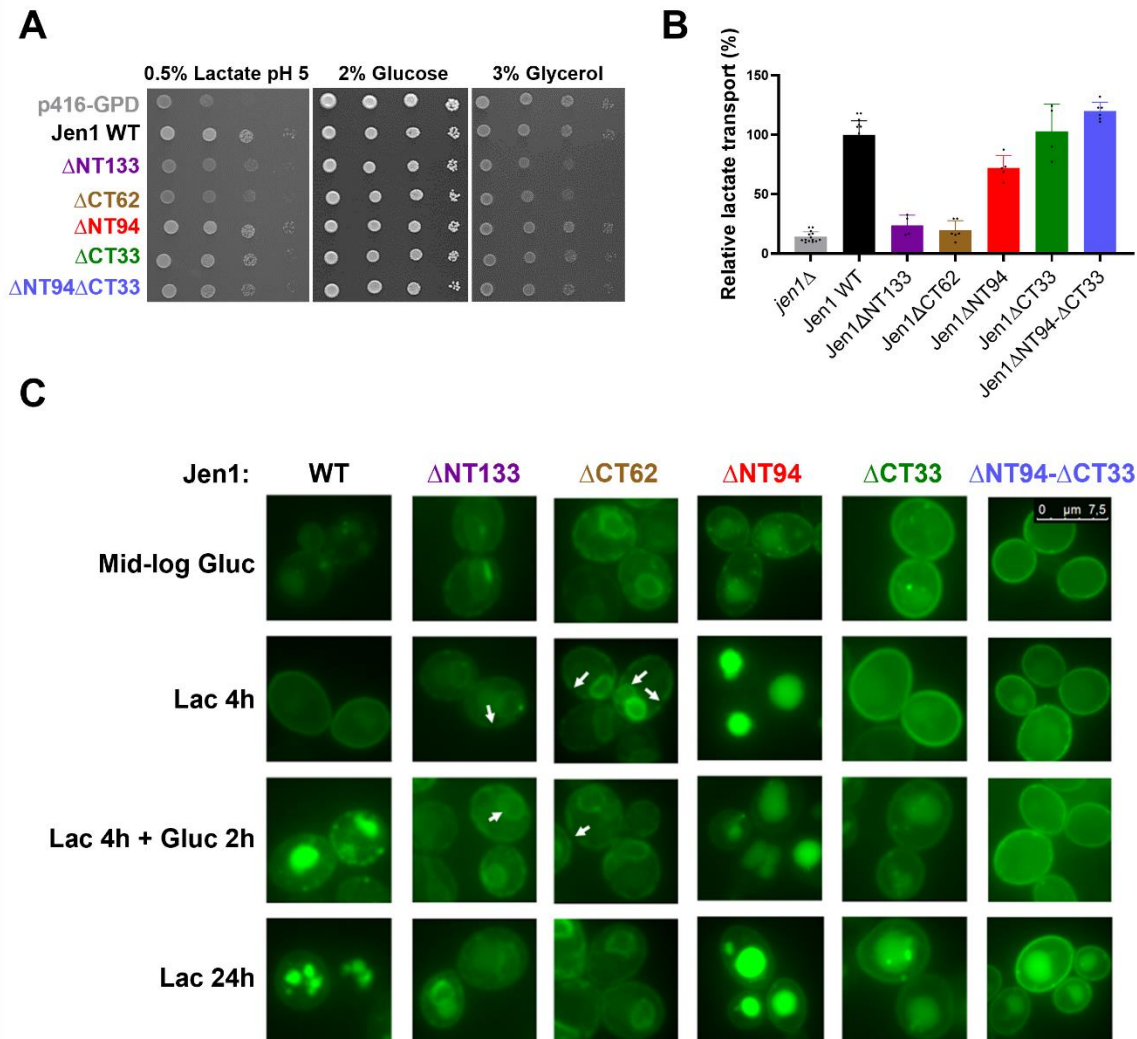 A
0.5% Lactate pH 5 2% Glucose 3% Glycerol
p416-GPD
Jen1 WT
ΔNT133
ΔCT62
ΔNT94
ΔCT33
ΔNT94ΔCT33
B
Relative lactate transport (%)
150
100
50
0
jen1Δ
Jen1 WT
Jen1ΔNT133
Jen1ΔCT62
Jen1ΔNT94
Jen1ΔCT33
Jen1ΔNT94-ΔCT33
C
Jen1: WT ΔNT133 ΔCT62 ΔNT94 ΔCT33 ΔNT94-ΔCT33
0 µm 7,5
Mid-log Gluc
Lac 4h
Lac 4h + Gluc 2h
Lac 24h